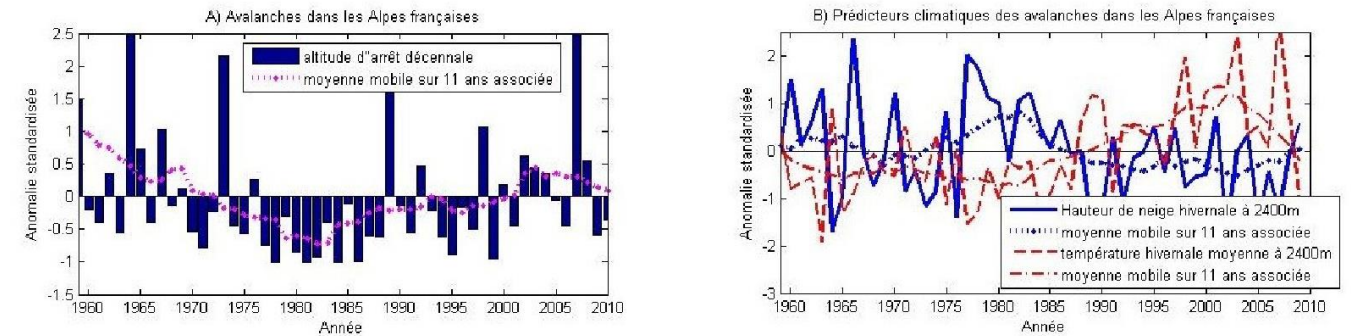 A) Avalanches dans les Alpes françaises
2.5
2
1.5
1
0.5
0
-0.5
-1
-1.5
Anomalie standardisée
altitude d''arrêt décennale
moyenne mobile sur 11 ans associée
1960 1965 1970 1975 1980 1985 1990 1995 2000 2005 2010
Année
B) Prédicteurs climatiques des avalanches dans les Alpes françaises
2
1
0
-1
-2
-3
Anomalie standardisée
Hauteur de neige hivernale à 2400m
moyenne mobile sur 11 ans associée
température hivernale moyenne à 2400m
moyenne mobile sur 11 ans associée
1960 1965 1970 1975 1980 1985 1990 1995 2000 2005 2010
Année